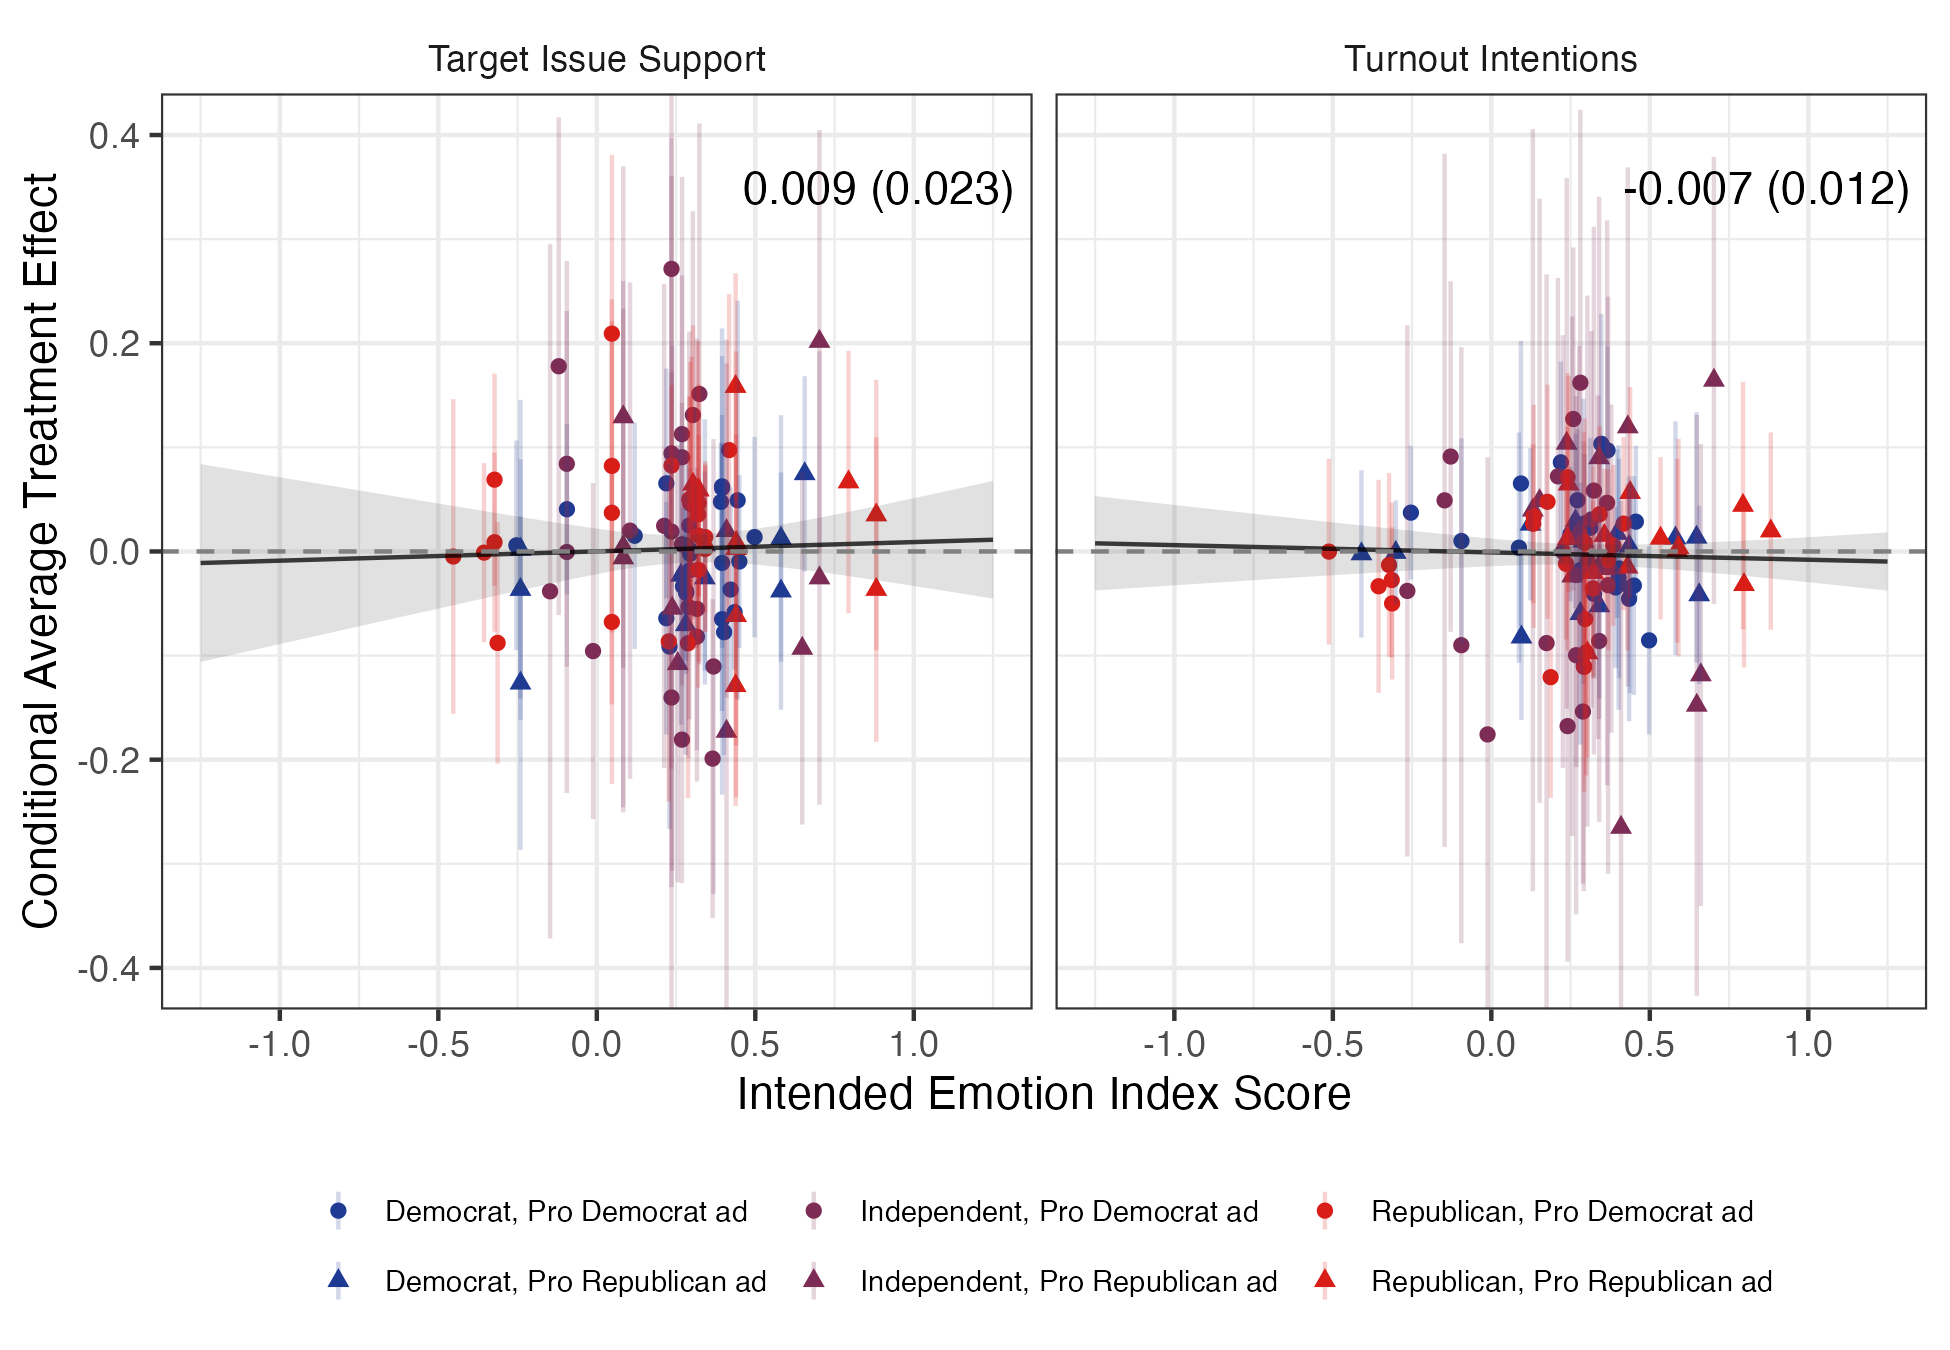 Target Issue Support
Turnout Intentions
Conditional Average Treatment Effect
0.4
0.2
0.0
-0.2
-0.4
0.009 (0.023)
-0.007 (0.012)
-1.0 -0.5 0.0 0.5 1.0
-1.0 -0.5 0.0 0.5 1.0
Intended Emotion Index Score
Democrat, Pro Democrat ad
Independent, Pro Democrat ad
Republican, Pro Democrat ad
Democrat, Pro Republican ad
Independent, Pro Republican ad
Republican, Pro Republican ad